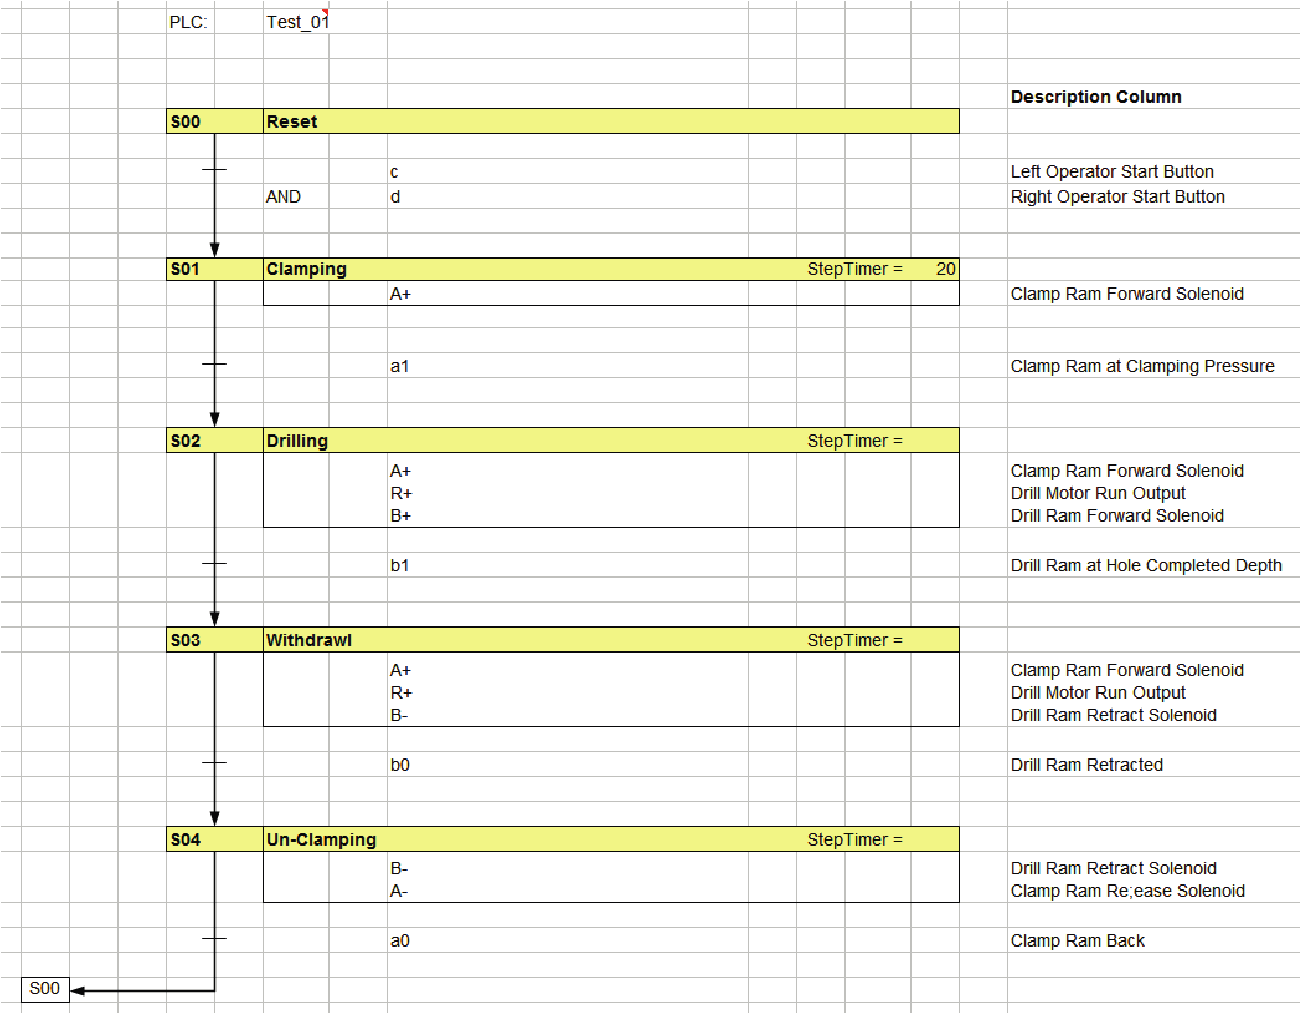 PLC: Test_01
Description Column
S00 Reset
c Left Operator Start Button
AND d Right Operator Start Button
S01 Clamping StepTimer = 20
A+ Clamp Ram Forward Solenoid
a1 Clamp Ram at Clamping Pressure
S02 Drilling StepTimer =
A+ Clamp Ram Forward Solenoid
R+ Drill Motor Run Output
B+ Drill Ram Forward Solenoid
b1 Drill Ram at Hole Completed Depth
S03 Withdrawl StepTimer =
A+ Clamp Ram Forward Solenoid
R+ Drill Motor Run Output
B- Drill Ram Retract Solenoid
b0 Drill Ram Retracted
S04 Un-Clamping StepTimer =
B- Drill Ram Retract Solenoid
A- Clamp Ram Re;ease Solenoid
a0 Clamp Ram Back
S00